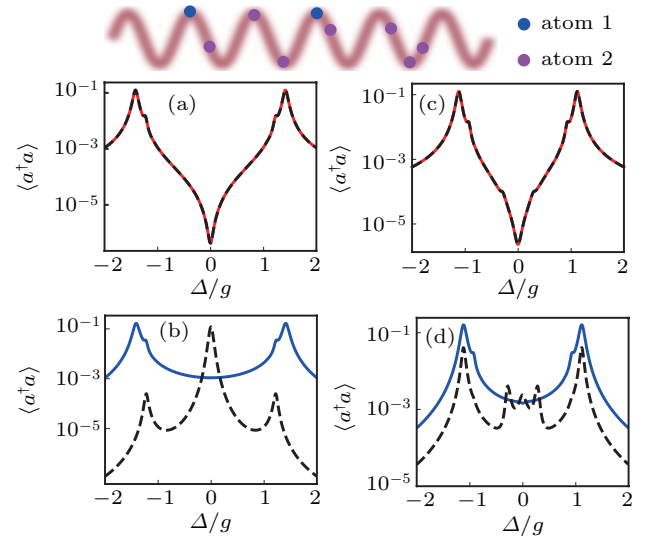 atom 1
atom 2
(a)
⟨a†a⟩
10−1
10−3
10−5
−2 −1 0 1 2
Δ/g
(c)
⟨a†a⟩
10−1
10−3
10−5
−2 −1 0 1 2
Δ/g
(b)
⟨a†a⟩
10−1
10−3
10−5
−2 −1 0 1 2
Δ/g
(d)
⟨a†a⟩
10−1
10−3
10−5
−2 −1 0 1 2
Δ/g